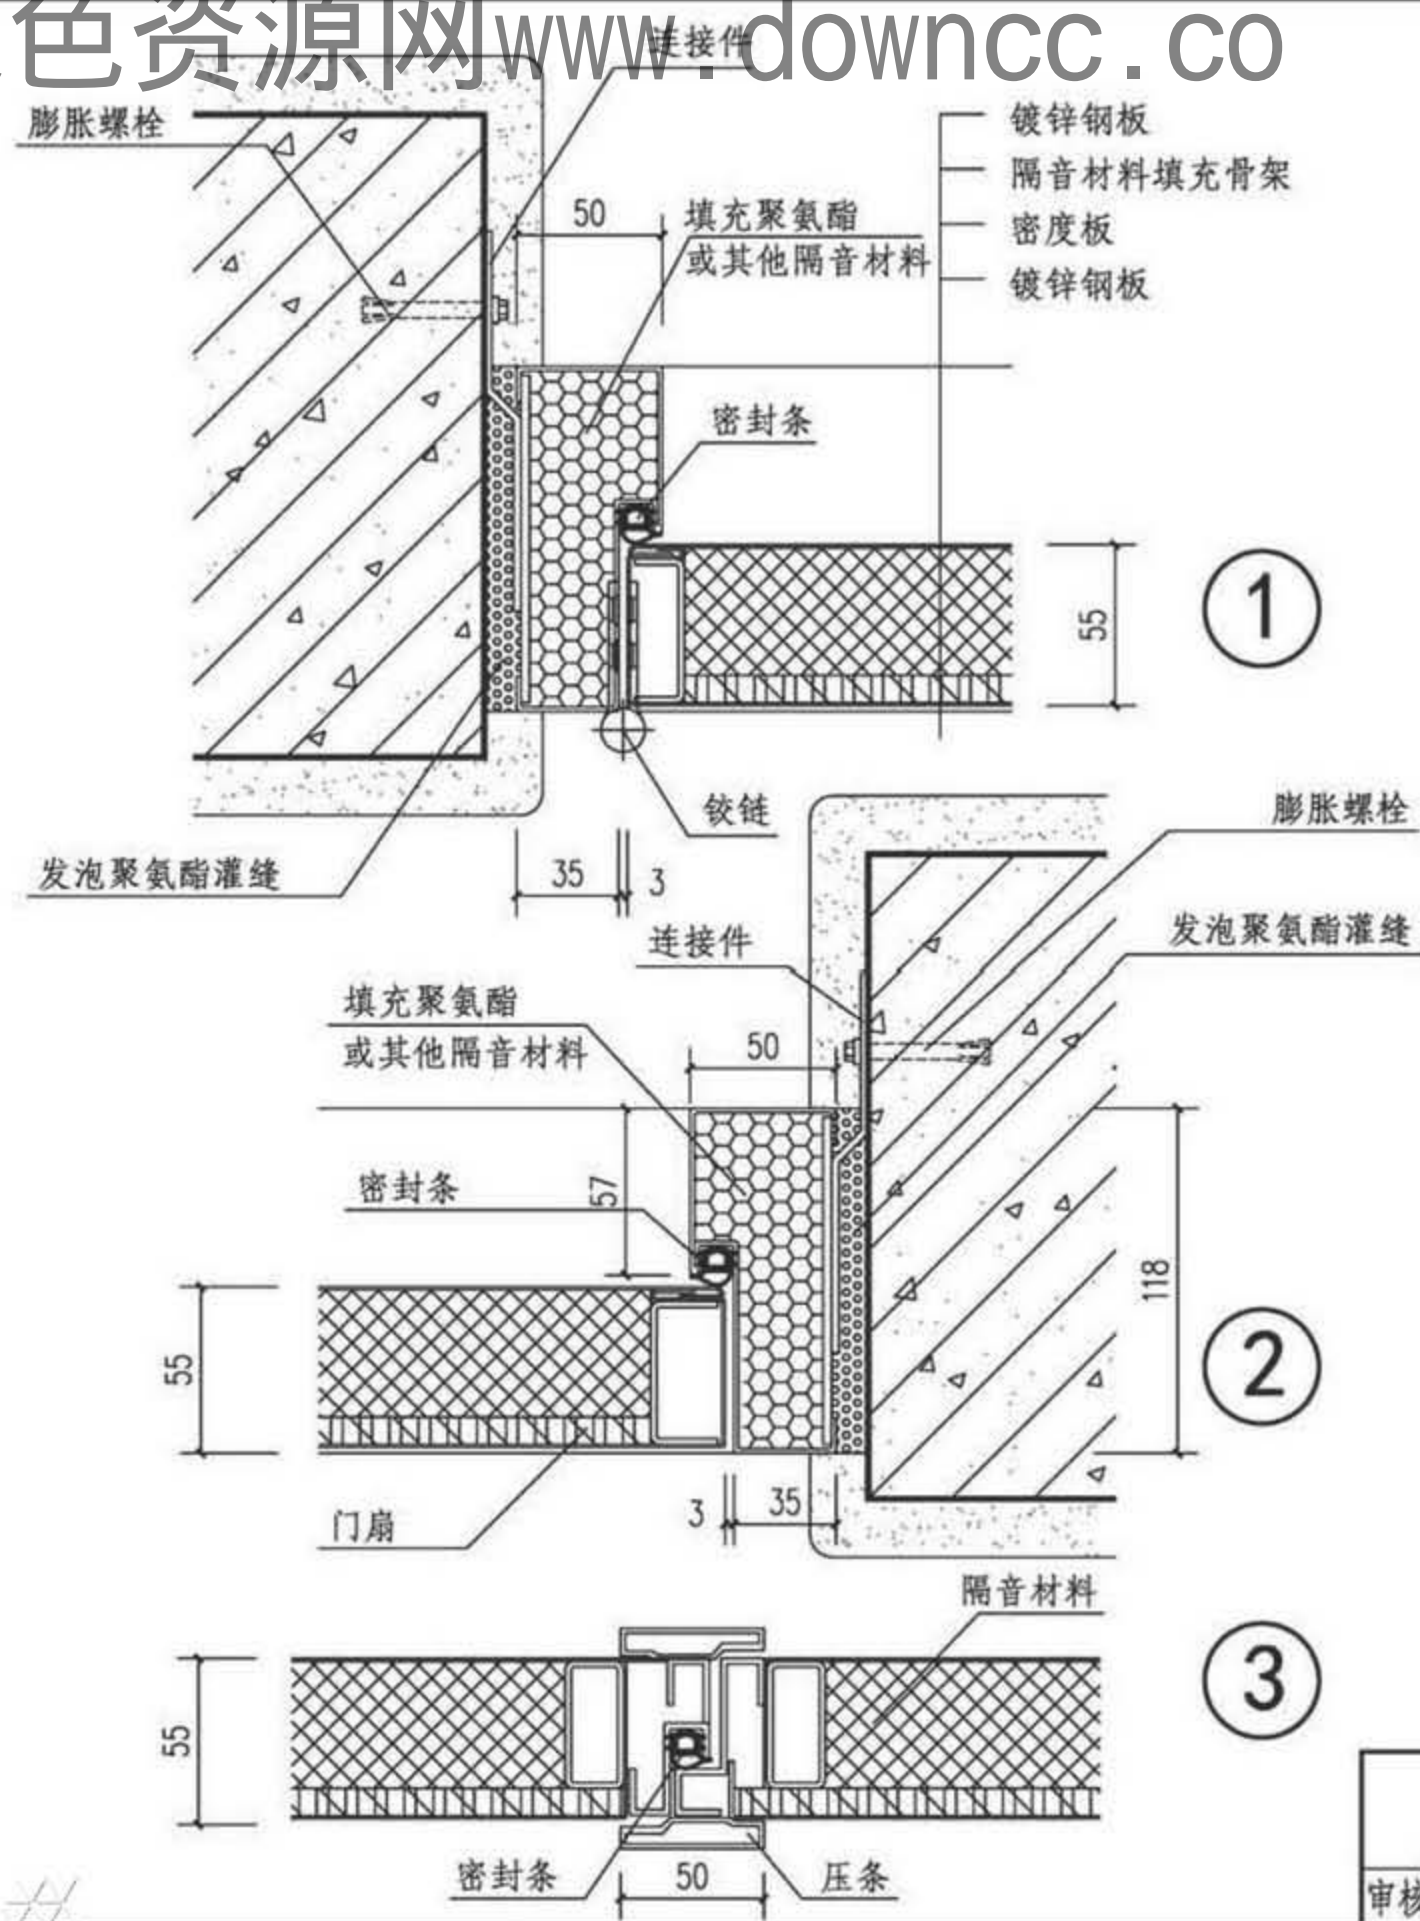 色资源网www.downcc.co
连接件
膨胀螺栓
镀锌钢板
隔音材料填充骨架
密度板
镀锌钢板
50
填充聚氨酯
或其他隔音材料
密封条
55
1
铰链
发泡聚氨酯灌缝
35
3
膨胀螺栓
发泡聚氨酯灌缝
连接件
填充聚氨酯
或其他隔音材料
50
密封条
57
118
55
2
门扇
3
35
隔音材料
3
55
密封条
50
压条
审核